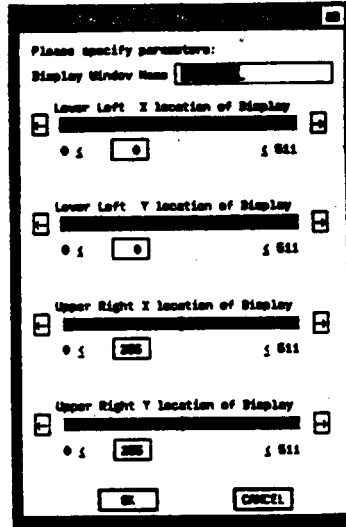 Please specify parameters:
Display Window Name
Lower Left X location of Display
0 ≤ 0 ≤ 511
Lower Left Y location of Display
0 ≤ 0 ≤ 511
Upper Right X location of Display
0 ≤ ≤ 511
Upper Right Y location of Display
0 ≤ ≤ 511
OK CANCEL